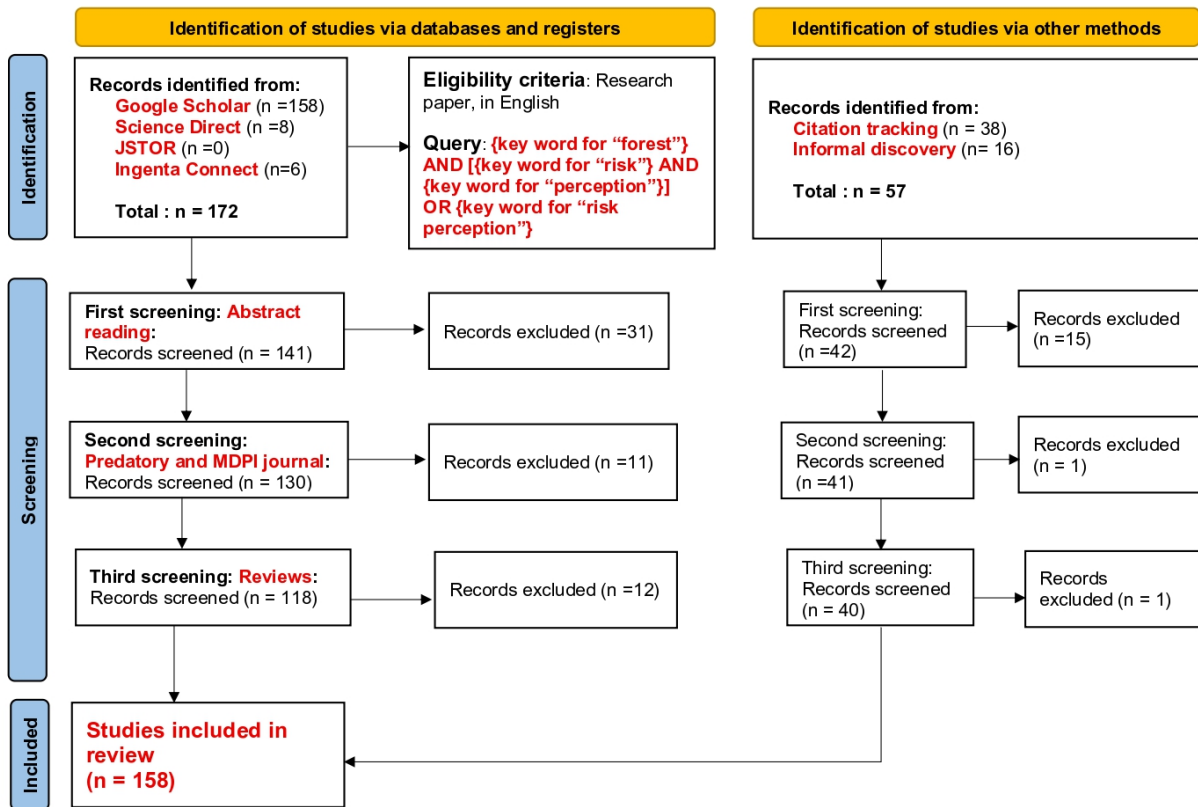 Identification of studies via databases and registers
Identification of studies via other methods
Identification
Records identified from:
Google Scholar (n =158)
Science Direct (n =8)
JSTOR (n =0)
Ingenta Connect (n=6)
Total : n = 172
Eligibility criteria: Research
paper, in English
Query: {key word for “forest”}
AND [{key word for “risk”} AND
{key word for “perception”}]
OR {key word for “risk
perception”}
Records identified from:
Citation tracking (n = 38)
Informal discovery (n= 16)
Total : n = 57
Screening
First screening: Abstract
reading:
Records screened (n = 141)
Records excluded (n =31)
First screening:
Records screened
(n =42)
Records excluded
(n =15)
Second screening:
Predatory and MDPI journal:
Records screened (n = 130)
Records excluded (n =11)
Second screening:
Records screened
(n =41)
Records excluded
(n = 1)
Third screening: Reviews:
Records screened (n = 118)
Records excluded (n =12)
Third screening:
Records screened
(n = 40)
Records
excluded (n = 1)
Included
Studies included in
review
(n = 158)